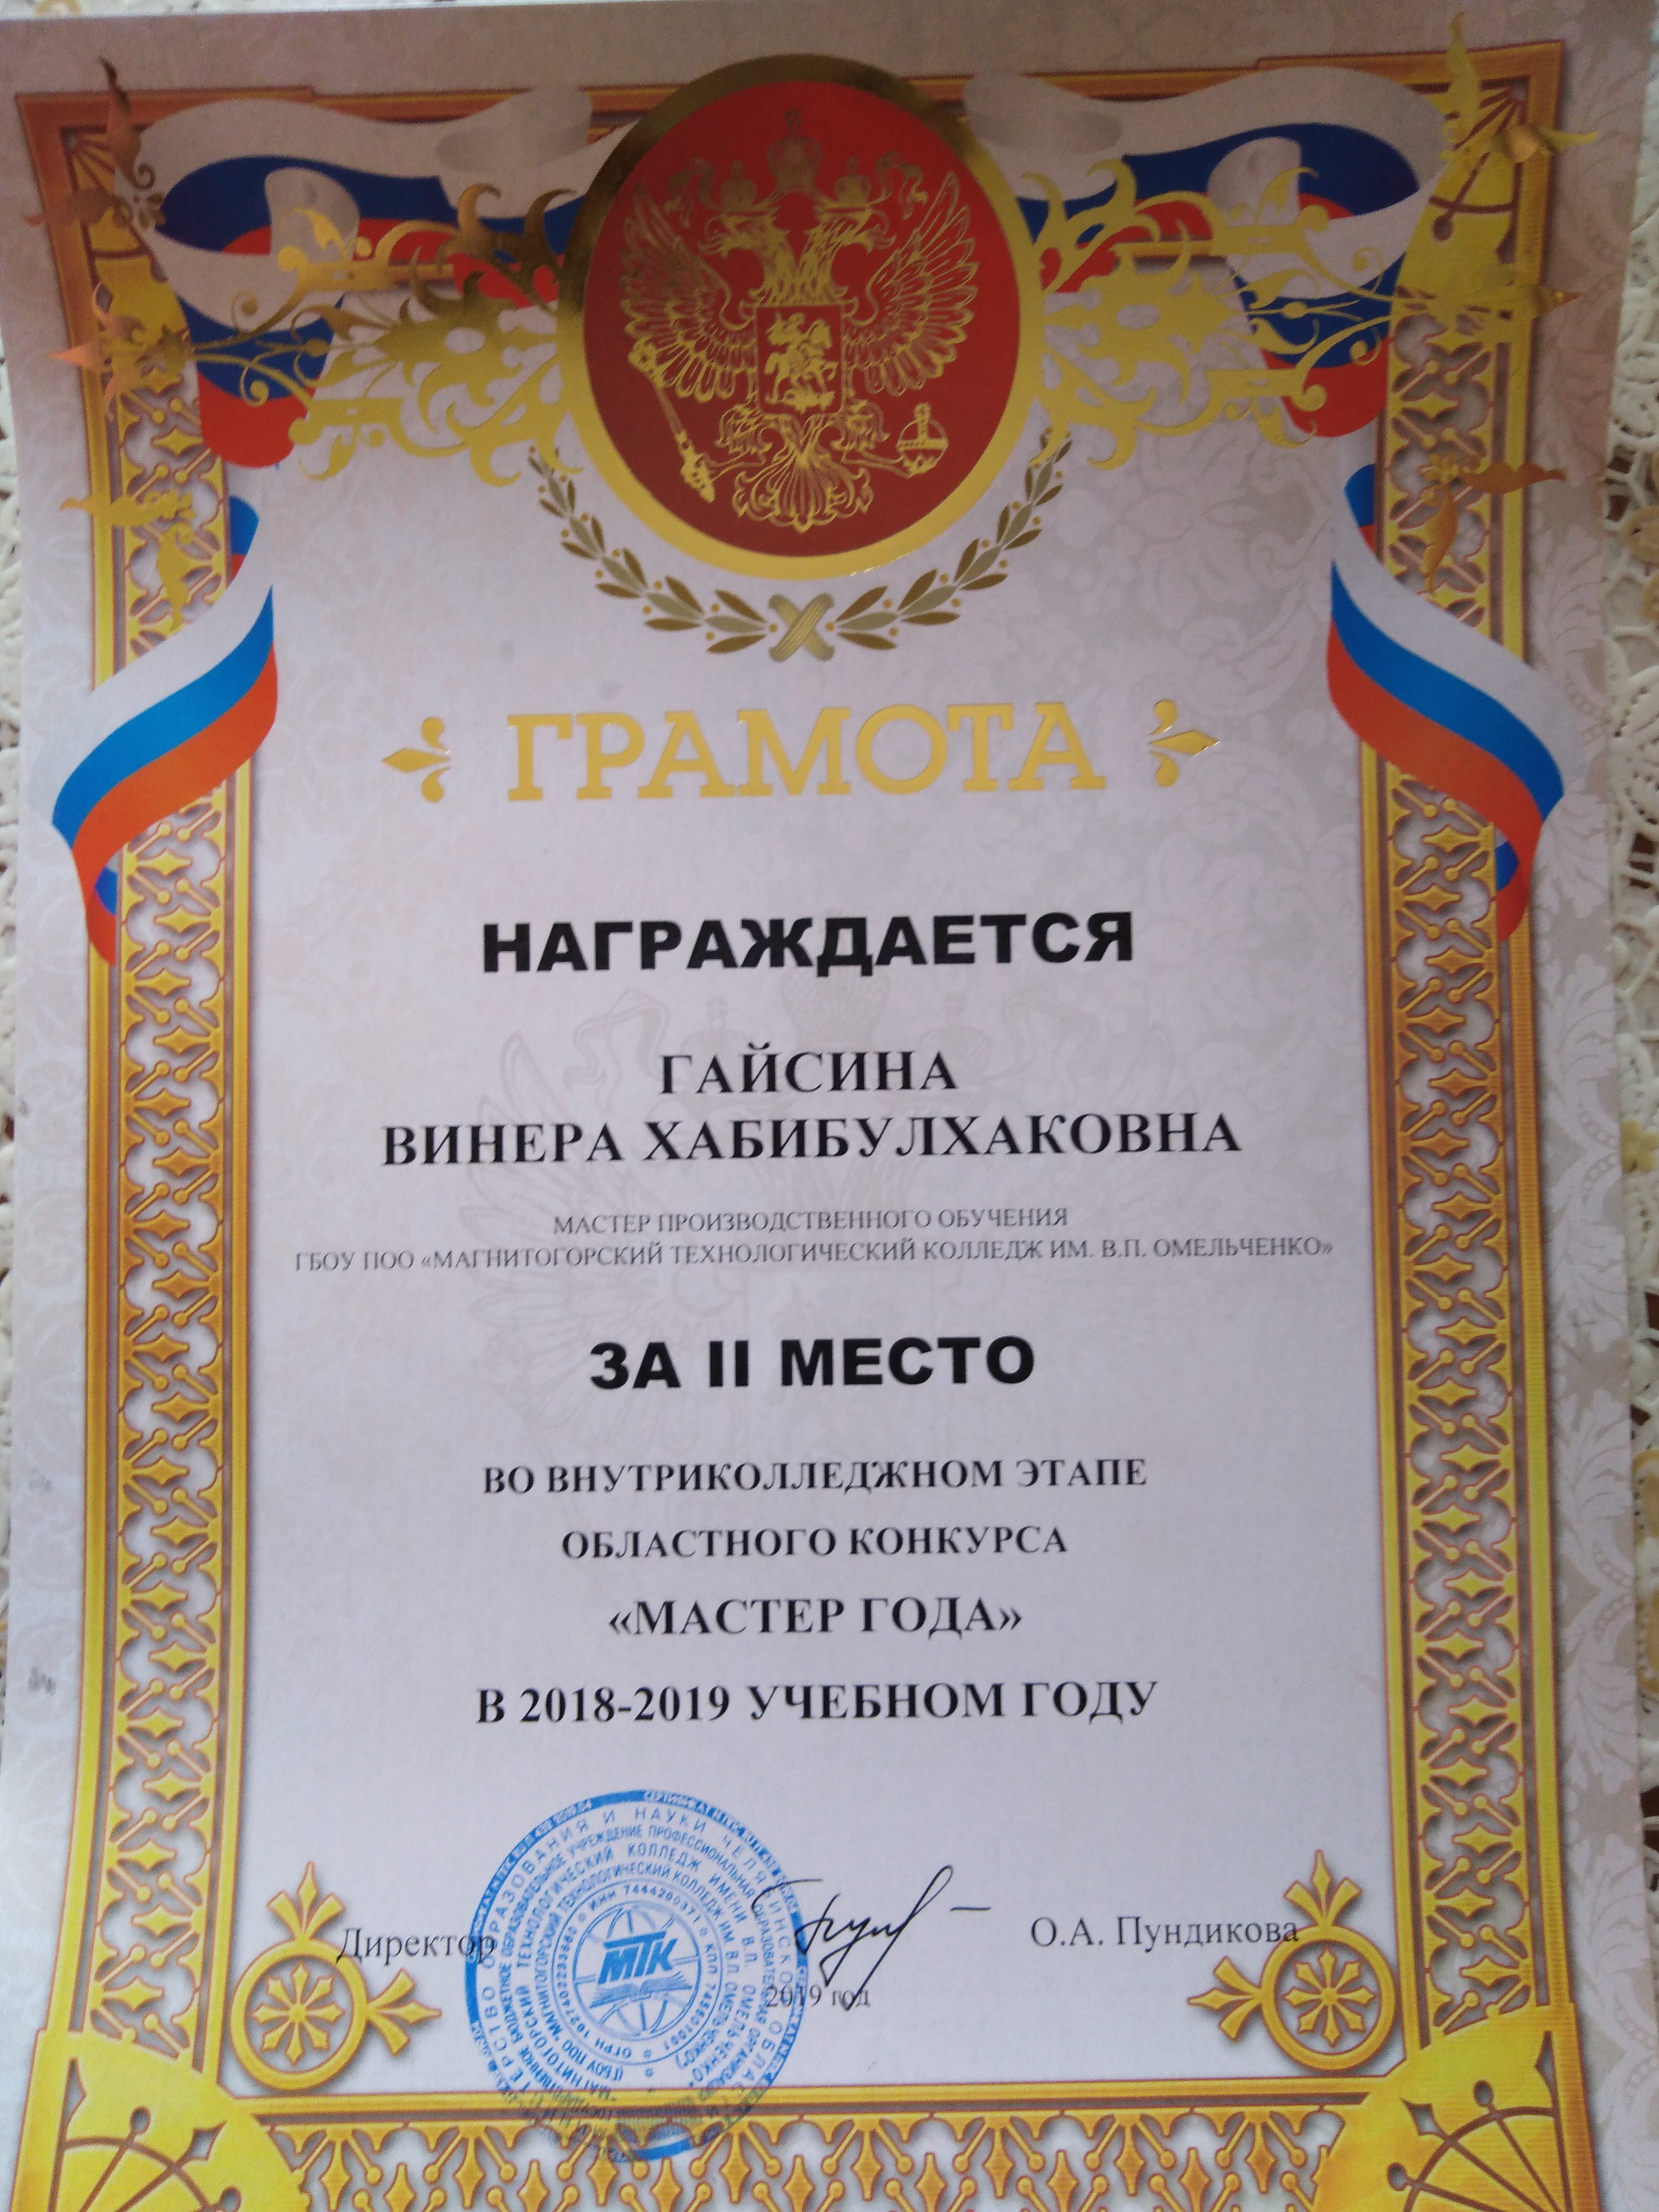 ГРАМОТА
НАГРАЖДАЕТСЯ
ГАЙСИНА
ВИНЕРА ХАБИБУЛХАКОВНА
МАСТЕР ПРОИЗВОДСТВЕННОГО ОБУЧЕНИЯ
ГБОУ ПОО «МАГНИТОГОРСКИЙ ТЕХНОЛОГИЧЕСКИЙ КОЛЛЕДЖ ИМ. В.П. ОМЕЛЬЧЕНКО»
ЗА II МЕСТО
ВО ВНУТРИКОЛЛЕДЖНОМ ЭТАПЕ
ОБЛАСТНОГО КОНКУРСА
«МАСТЕР ГОДА»
В 2018-2019 УЧЕБНОМ ГОДУ
Директор
О.А. Пундикова
2019 год
МТК